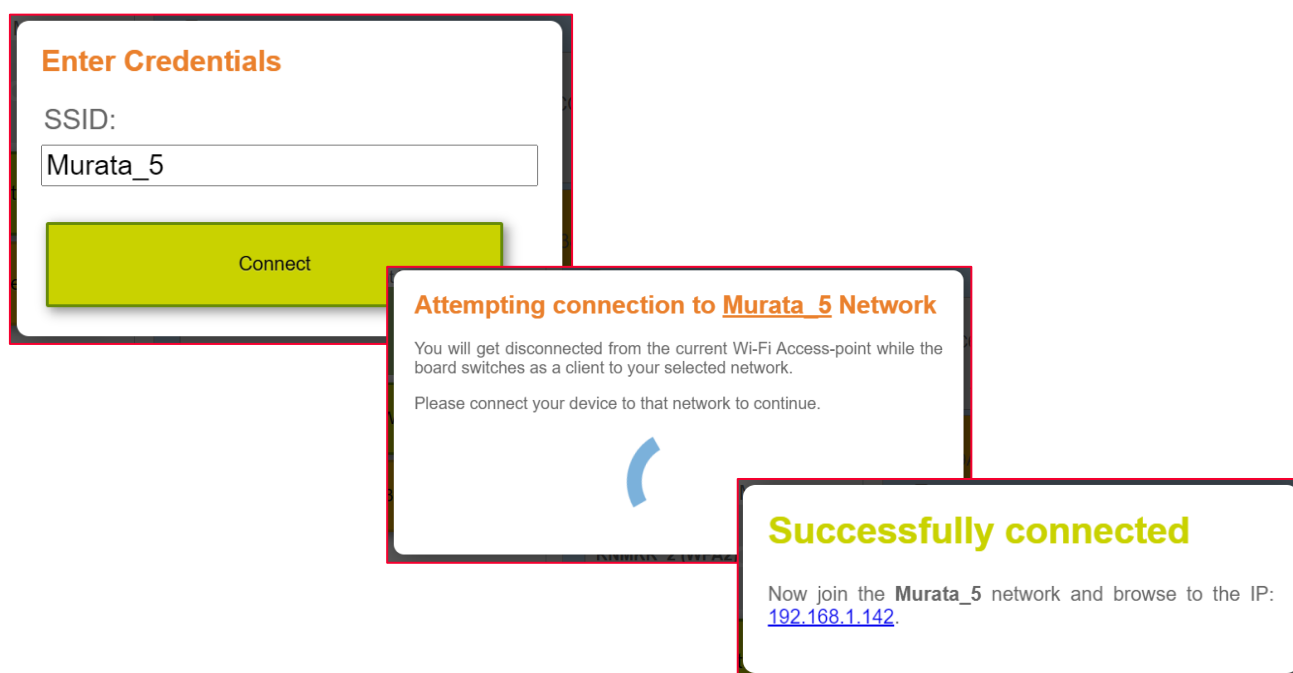 Enter Credentials
SSID:
Murata_5
Connect
Attempting connection to Murata_5 Network
You will get disconnected from the current Wi-Fi Access-point while the
board switches as a client to your selected network.
Please connect your device to that network to continue.
Successfully connected
Now join the Murata_5 network and browse to the IP:
192.168.1.142.